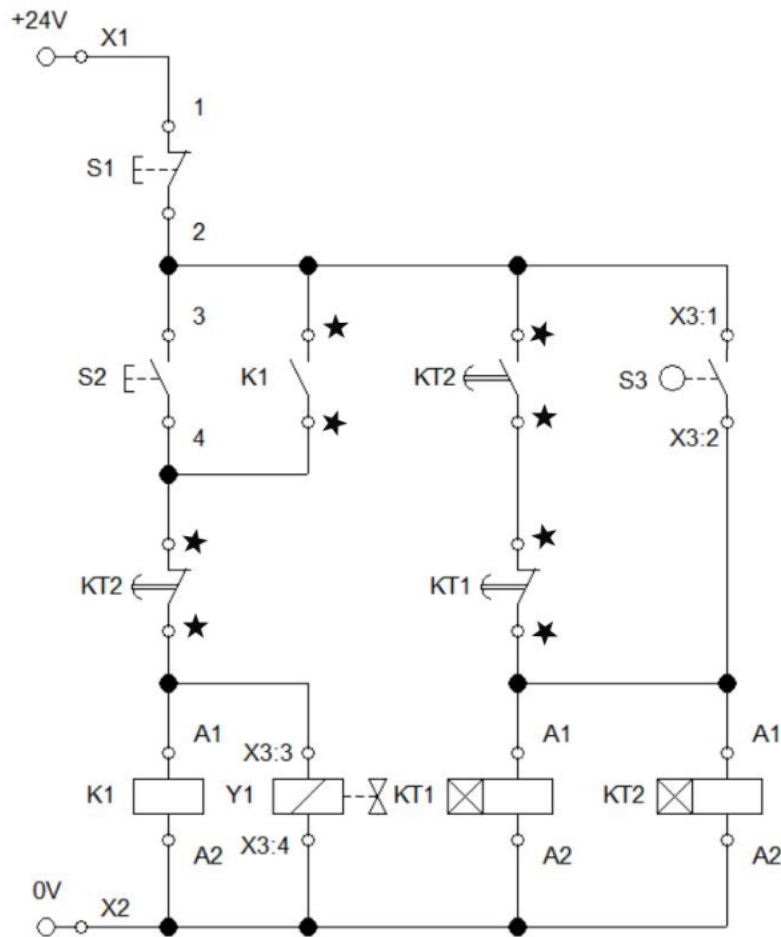 +24V
X1
1
S1
2
3
X3:1
S2
K1
KT2
S3
4
X3:2
KT2
KT1
A1
X3:3
A1
A1
K1
Y1
KT1
KT2
A2
X3:4
A2
A2
0V
X2